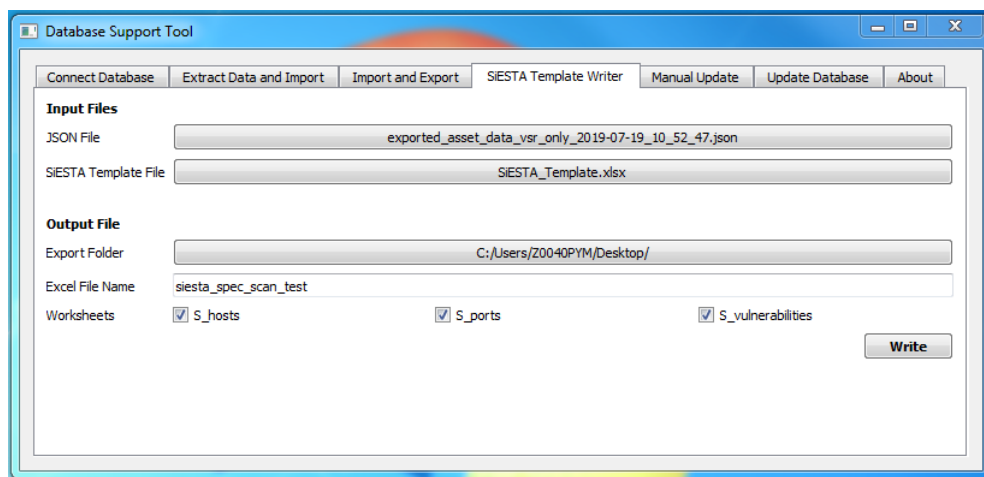 Database Support Tool
Connect Database Extract Data and Import Import and Export SiESTA Template Writer Manual Update Update Database About
Input Files
JSON File exported_asset_data_vsr_only_2019-07-19_10_52_47.json
SiESTA Template File SiESTA_Template.xlsx
Output File
Export Folder C:/Users/Z0040PYM/Desktop/
Excel File Name siesta_spec_scan_test
Worksheets S_hosts S_ports S_vulnerabilities
Write